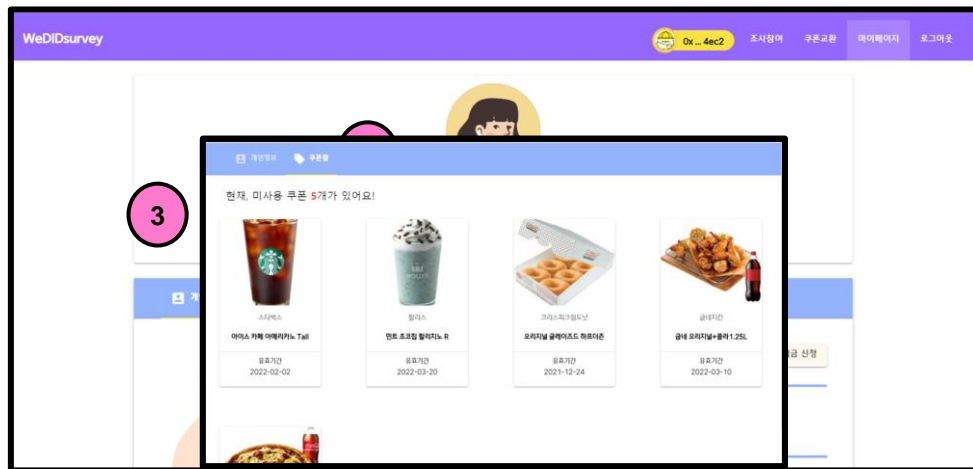 WeDIDsurvey
0x ... 4ec2
조사참여
쿠폰교환
마이페이지
로그아웃
3
개인정보
쿠폰함
현재, 미사용 쿠폰 5개가 있어요!
스타벅스
아이스 카페 아메리카노 Tall
유효기간
2022-02-02
할리스
민트 초코칩 할리치노 R
유효기간
2022-03-20
크리스피크림도넛
오리지널 글레이즈드 하프더즌
유효기간
2021-12-24
굽네치킨
굽네 오리지널+콜라 1.25L
유효기간
2022-03-10
신청